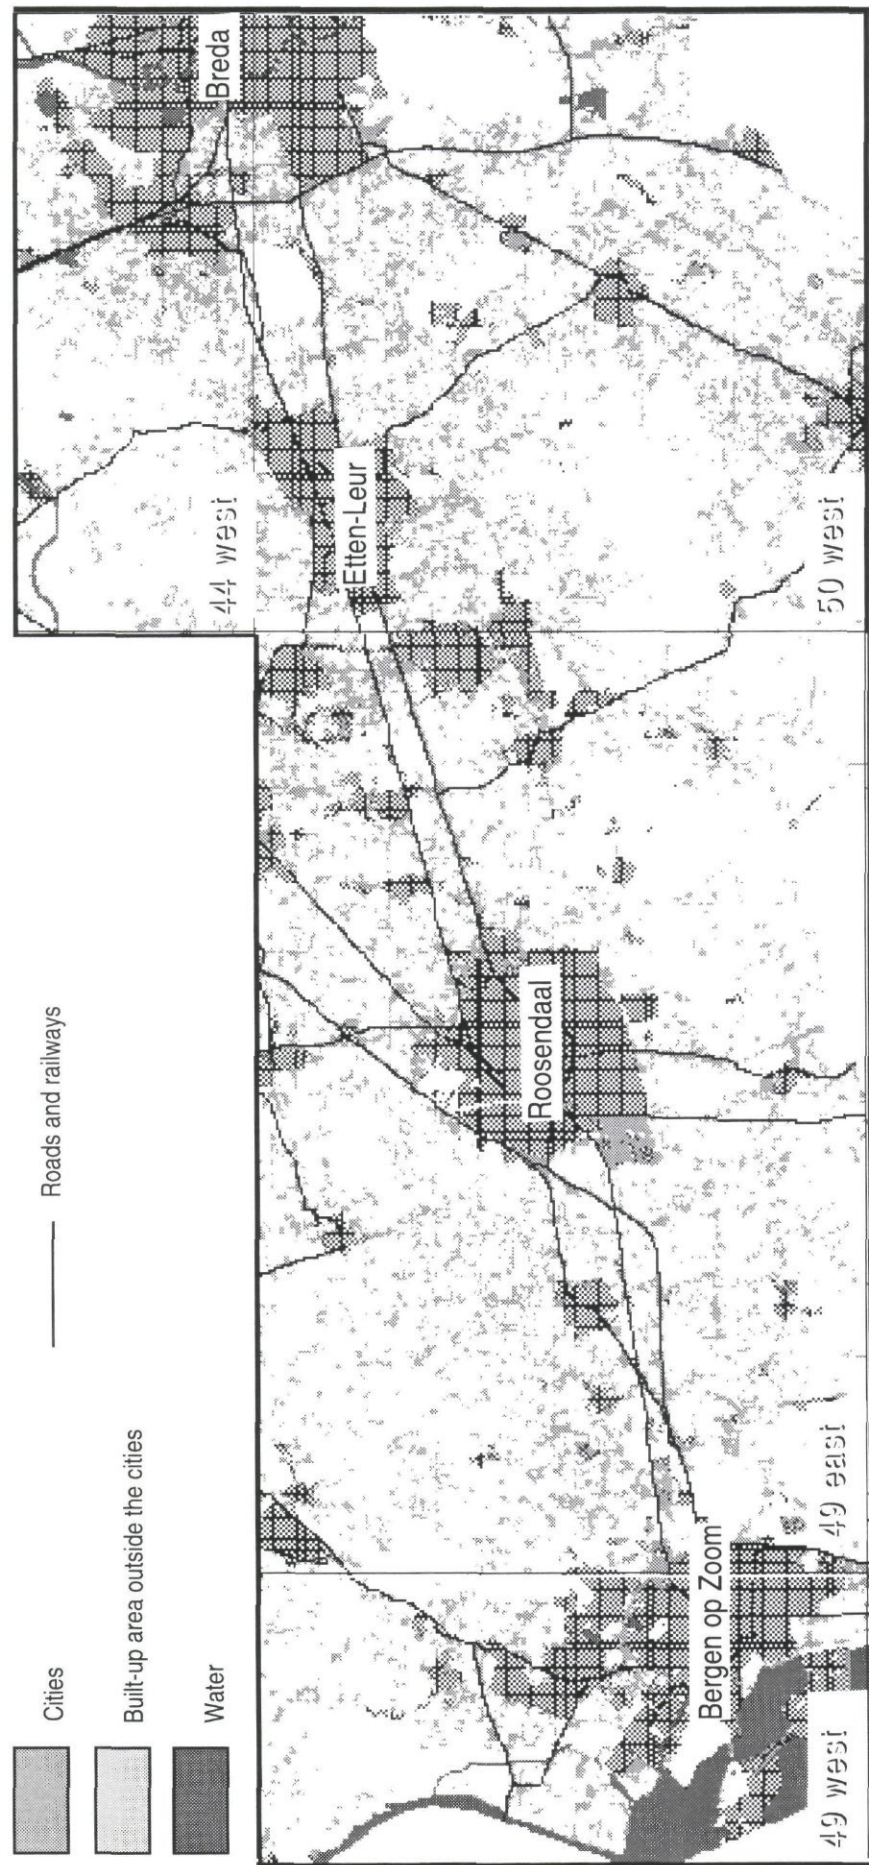 Cities
Built-up area outside the cities
Water
Roads and railways
44 west
Breda
Etten-Leur
50 west
Roosendaal
Bergen op Zoom
49 east
49 west